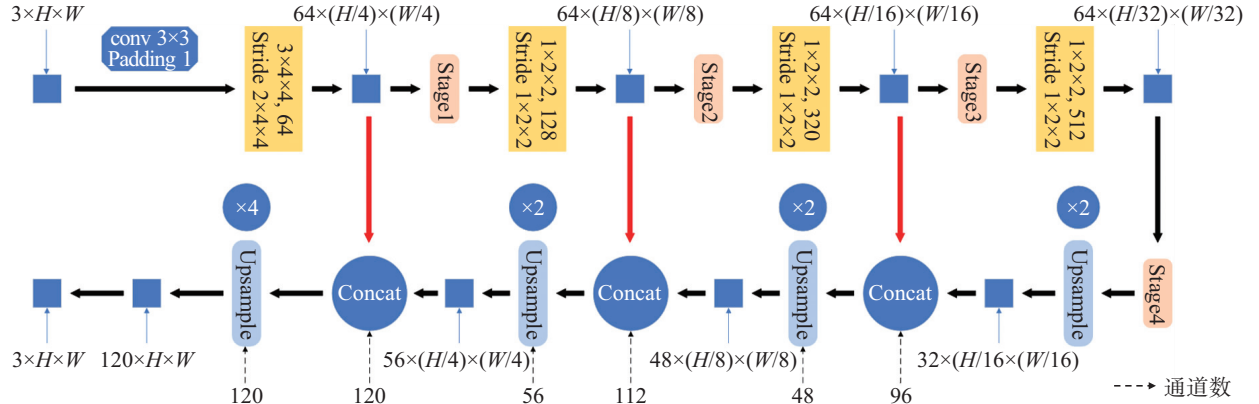 3×H×W
64×(H/4)×(W/4)
64×(H/8)×(W/8)
64×(H/16)×(W/16)
64×(H/32)×(W/32)
conv 3×3
Padding 1
3×4×4, 64
Stride 2×4×4
Stage1
1×2×2, 128
Stride 1×2×2
Stage2
1×2×2, 320
Stride 1×2×2
Stage3
1×2×2, 512
Stride 1×2×2
×4
×2
×2
×2
Upsample
Concat
Upsample
Concat
Upsample
Concat
Upsample
Stage4
3×H×W
120×H×W
56×(H/4)×(W/4)
48×(H/8)×(W/8)
32×(H/16×(W/16)
120
120
56
112
48
96
通道数